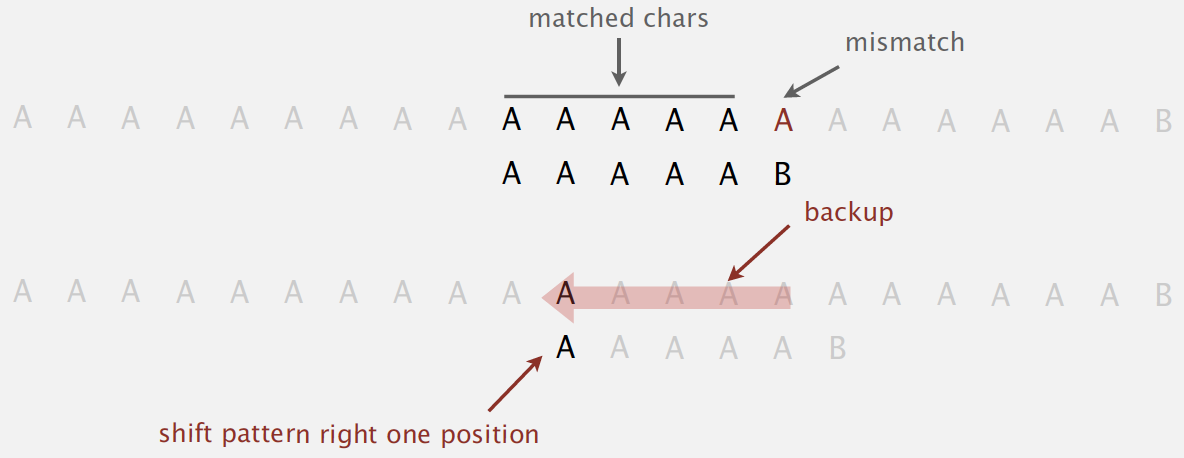 matched chars
mismatch
A A A A A A A A A A A A A A A A A A A A A B
A A A A A B
backup
A A A A A A A A A A A A A A A A A A A A A B
A A A A A B
shift pattern right one position